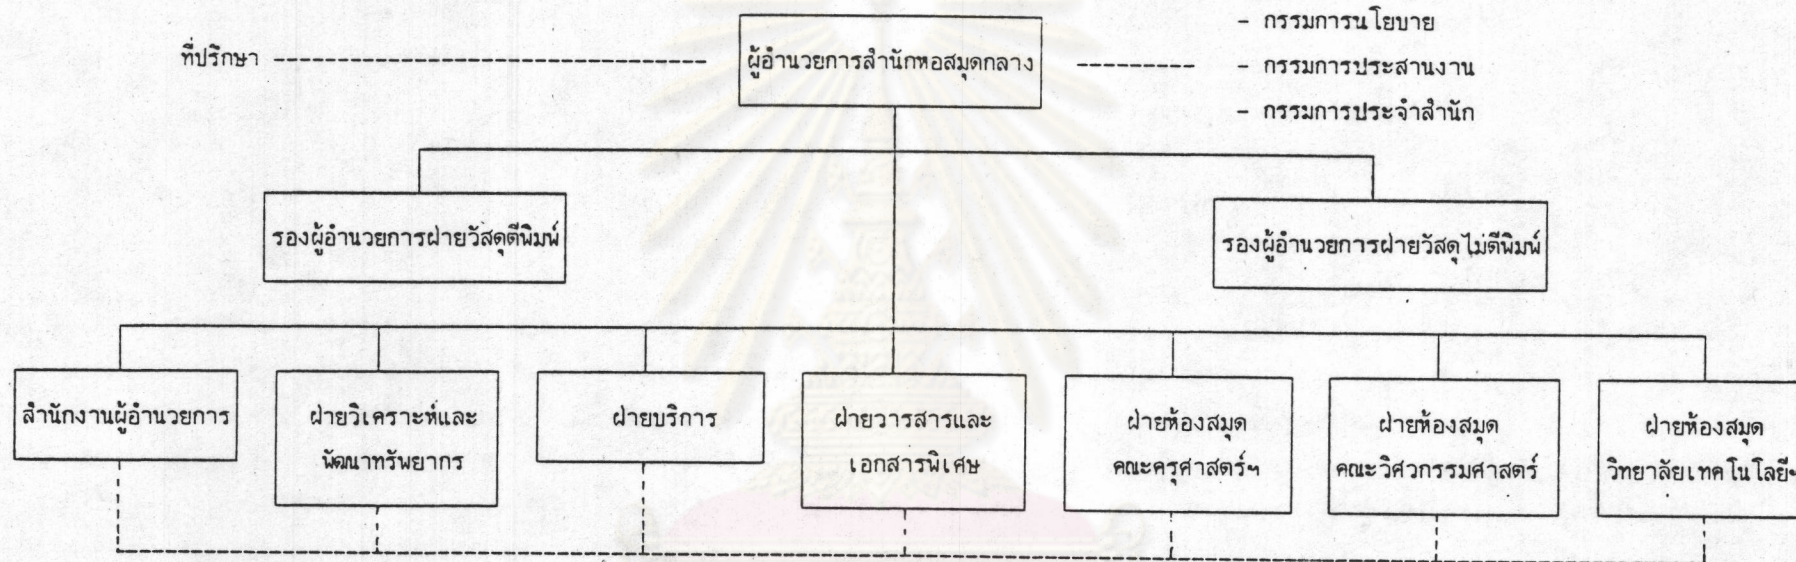 - กรรมการนโยบาย
ที่ปรึกษา
ผู้อำนวยการสำนักหอสมุดกลาง
- กรรมการประสานงาน
- กรรมการประจำสำนัก
รองผู้อำนวยการฝ่ายวัสดุตีพิมพ์
รองผู้อำนวยการฝ่ายวัสดุไม่ตีพิมพ์
สำนักงานผู้อำนวยการ
ฝ่ายวิเคราะห์และ
พัฒนาทรัพยากร
ฝ่ายบริการ
ฝ่ายวารสารและ
เอกสารพิเศษ
ฝ่ายห้องสมุด
คณะครุศาสตร์ฯ
ฝ่ายห้องสมุด
คณะวิศวกรรมศาสตร์
ฝ่ายห้องสมุด
วิทยาลัยเทคโนโลยีฯ